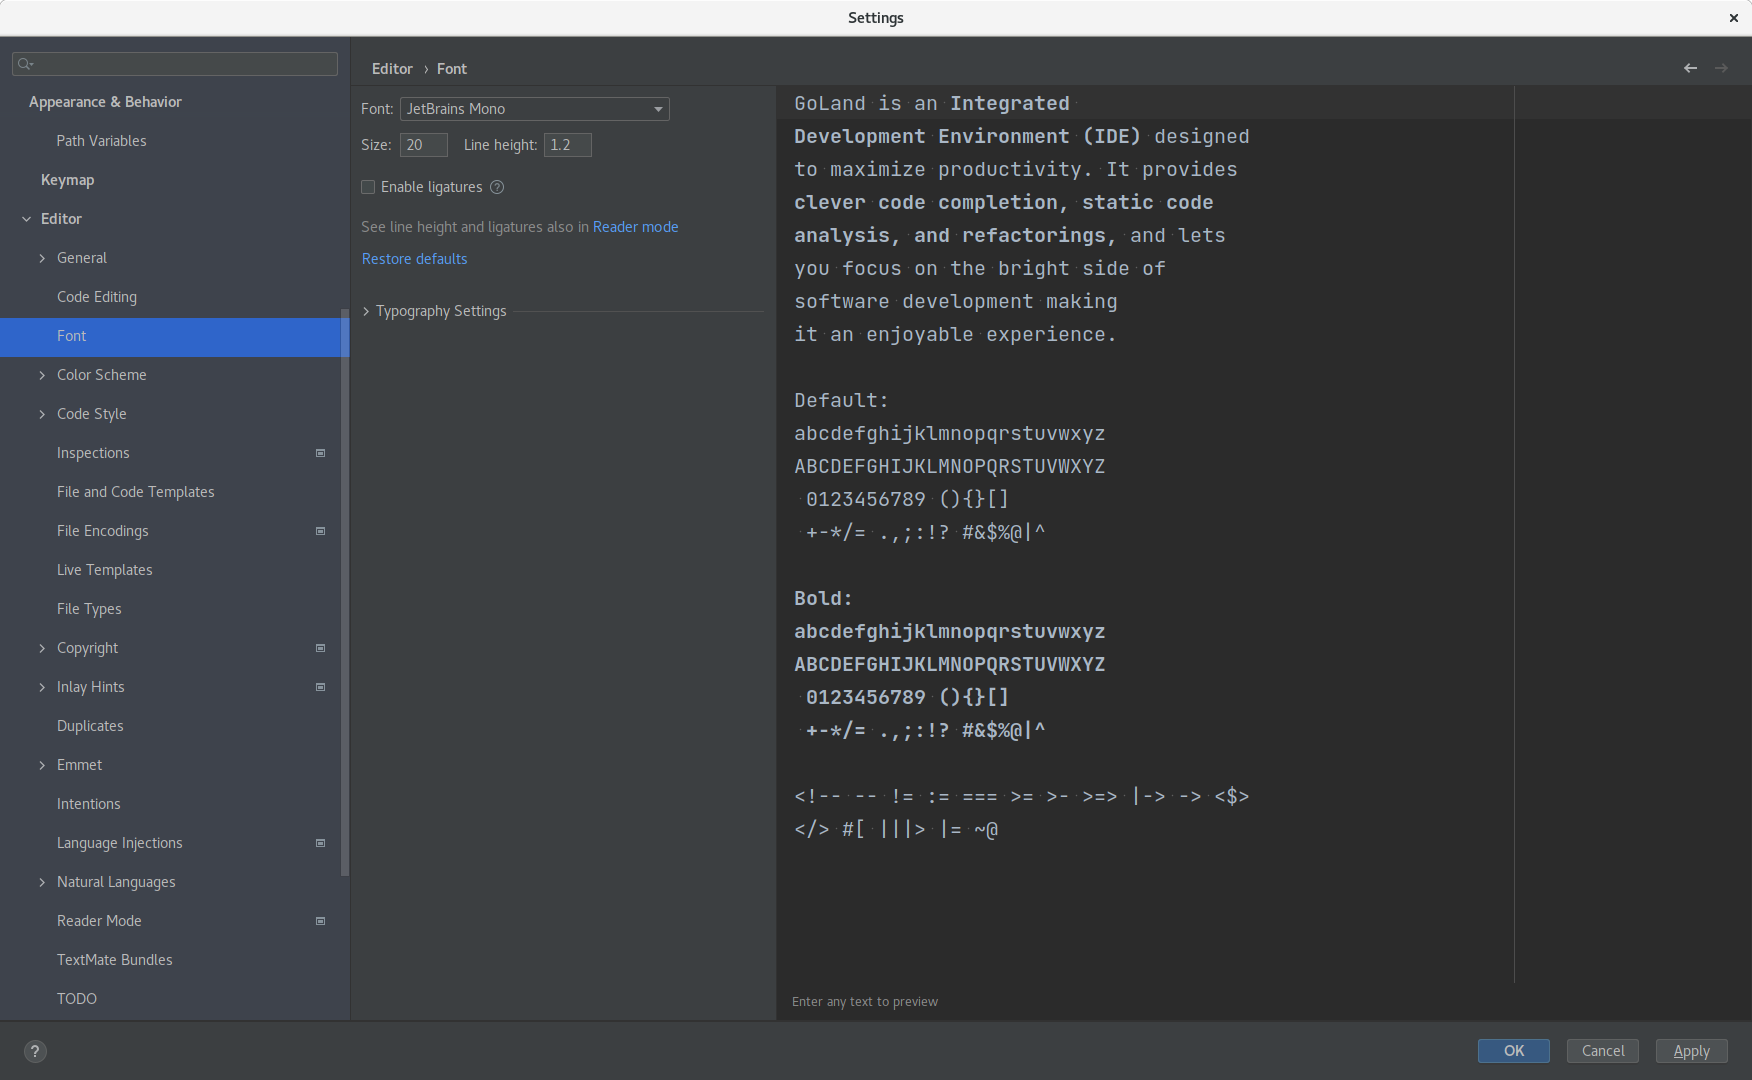 Settings
Appearance & Behavior
Path Variables
Keymap
Editor
General
Code Editing
Font
Color Scheme
Code Style
Inspections
File and Code Templates
File Encodings
Live Templates
File Types
Copyright
Inlay Hints
Duplicates
Emmet
Intentions
Language Injections
Natural Languages
Reader Mode
TextMate Bundles
TODO
Editor › Font
Font: JetBrains Mono
Size: 20 Line height: 1.2
Enable ligatures ?
See line height and ligatures also in Reader mode
Restore defaults
Typography Settings
GoLand is an Integrated
Development Environment (IDE) designed
to maximize productivity. It provides
clever code completion, static code
analysis, and refactorings, and lets
you focus on the bright side of
software development making
it an enjoyable experience.
Default:
abcdefghijklmnopqrstuvwxyz
ABCDEFGHIJKLMNOPQRSTUVWXYZ
0123456789 (){}[]
+-*/= .,;:!? #&$%@|^
Bold:
abcdefghijklmnopqrstuvwxyz
ABCDEFGHIJKLMNOPQRSTUVWXYZ
0123456789 (){}[]
+-*/= .,;:!? #&$%@|^
<!-- -- != := === >= >- >=> |-> -> <$>
</> #[ |||> |= ~@
Enter any text to preview
?
OK Cancel Apply